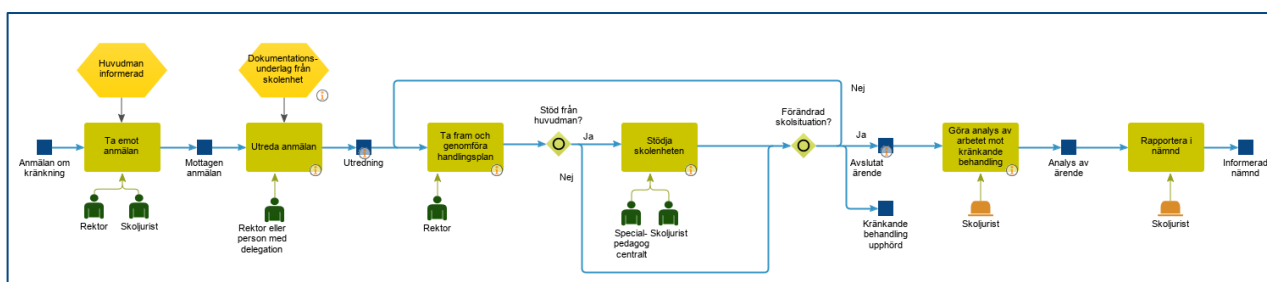 Huvudman
informerad
Dokumentations-
underlag från
skolenhet
Ta emot
anmälan
Utreda anmälan
Ta fram och
genomföra
handlingsplan
Stöd från
huvudman?
Ja
Nej
Stödja
skolenheten
Förändrad
skolsituation?
Nej
Ja
Göra analys av
arbetet mot
kränkande
behandling
Rapportera i
nämnd
Anmälan om
kränkning
Mottagen
anmälan
Utredning
Avslutat
ärende
Analys av
ärende
Informerad
nämnd
Rektor
Skoljurist
Rektor eller
person med
delegation
Rektor
Special-
pedagog
centralt
Skoljurist
Kränkande
behandling
upphörd
Skoljurist
Skoljurist